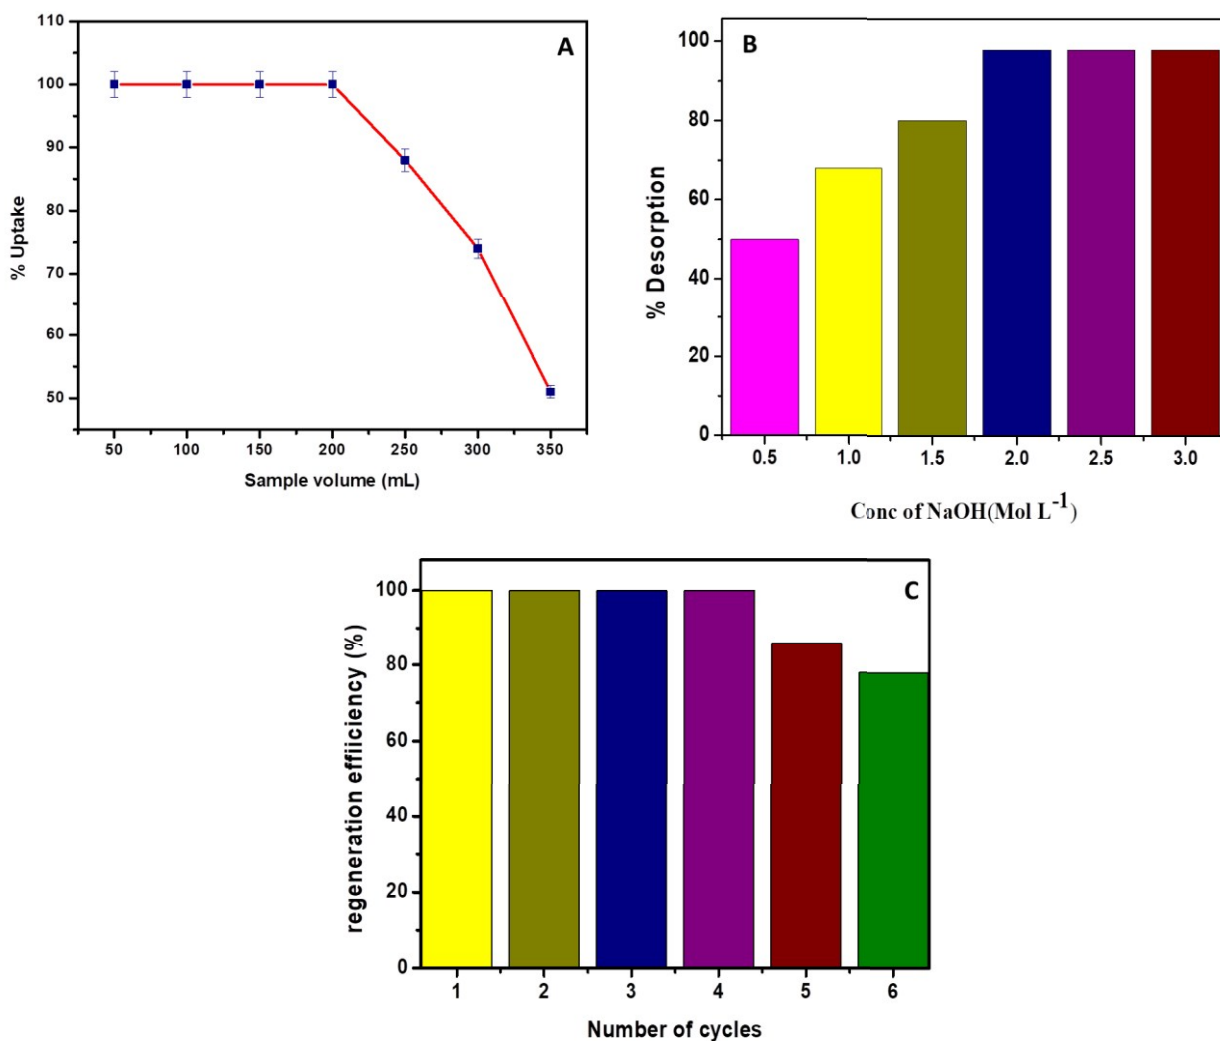 A
110
100
90
80
70
60
50
% Uptake
50 100 150 200 250 300 350
Sample volume (mL)
B
100
80
60
40
20
0
% Desorption
0.5 1.0 1.5 2.0 2.5 3.0
Conc of NaOH(Mol L-1)
C
100
80
60
40
20
0
regeneration effiiciency (%)
1 2 3 4 5 6
Number of cycles